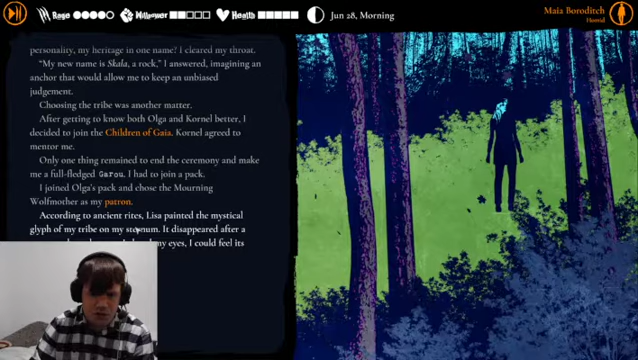 Rage
Willpower
Health
Jun 28, Morning
Maia Boroditch
Homid
personality, my heritage in one name? I cleared my throat.
“My new name is Skala, a rock,” I answered, imagining an
anchor that would allow me to keep an unbiased
judgement.
Choosing the tribe was another matter.
After getting to know both Olga and Kornel better, I
decided to join the Children of Gaia. Kornel agreed to
mentor me.
Only one thing remained to end the ceremony and make
me a full-fledged Garou. I had to join a pack.
I joined Olga's pack and chose the Mourning
Wolfmother as my patron.
According to ancient rites, Lisa painted the mystical
glyph of my tribe on my sternum. It disappeared after a
my eyes, I could feel its